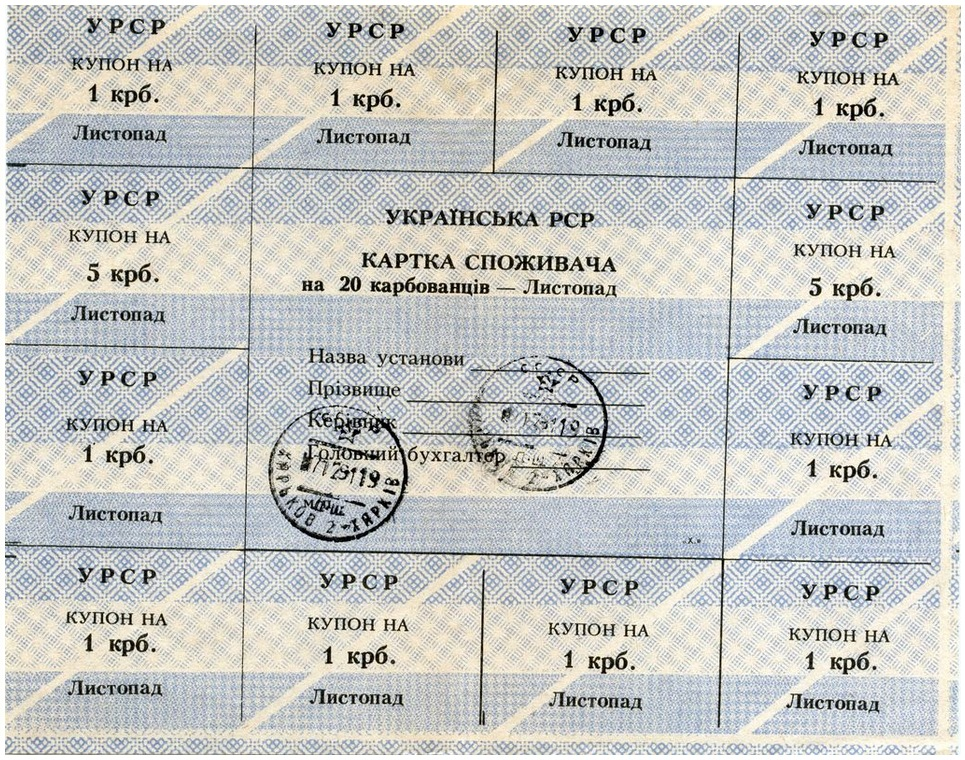 УРСР
КУПОН НА
1 крб.
Листопад
УРСР
КУПОН НА
1 крб.
Листопад
УРСР
КУПОН НА
1 крб.
Листопад
УРСР
КУПОН НА
1 крб.
Листопад
УРСР
КУПОН НА
5 крб.
Листопад
УКРАЇНСЬКА РСР
КАРТКА СПОЖИВАЧА
на 20 карбованців — Листопад
Назва установи
Прізвище
Керівник
Головний бухгалтер
СССР
ХАРЬКОВ 2 ХАРКІВ
ХАРКІВ
УРСР
КУПОН НА
5 крб.
Листопад
УРСР
КУПОН НА
1 крб.
Листопад
УРСР
КУПОН НА
1 крб.
Листопад
УРСР
КУПОН НА
1 крб.
Листопад
УРСР
КУПОН НА
1 крб.
Листопад
УРСР
КУПОН НА
1 крб.
Листопад
УРСР
КУПОН НА
1 крб.
Листопад